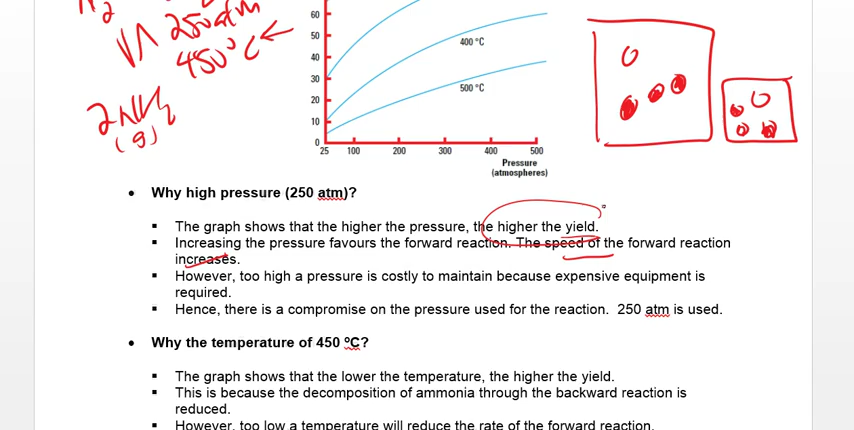 N2
250 atm
450°C
2NH3
(g)
60
50
40
30
20
10
0
400 °C
500 °C
25 100 200 300 400 500
Pressure
(atmospheres)
• Why high pressure (250 atm)?
▪ The graph shows that the higher the pressure, the higher the yield.
▪ Increasing the pressure favours the forward reaction. The speed of the forward reaction
increases.
▪ However, too high a pressure is costly to maintain because expensive equipment is
required.
▪ Hence, there is a compromise on the pressure used for the reaction.  250 atm is used.
• Why the temperature of 450 ºC?
▪ The graph shows that the lower the temperature, the higher the yield.
▪ This is because the decomposition of ammonia through the backward reaction is
reduced.
▪ However, too low a temperature will reduce the rate of the forward reaction.